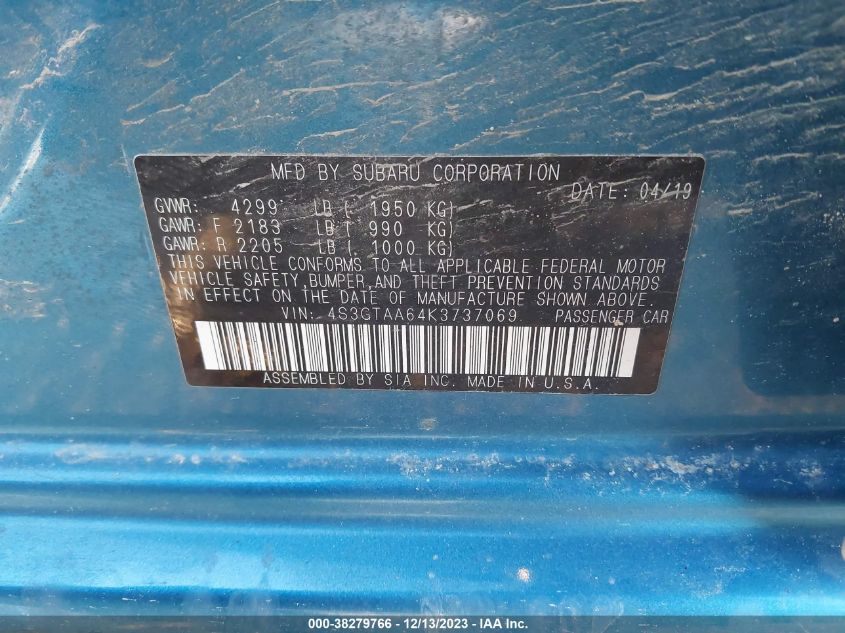 MFD BY SUBARU CORPORATION
DATE: 04/19
GVWR: 4299 LB ( 1950 KG)
GAWR: F 2183 LB ( 990 KG)
GAWR: R 2205 LB ( 1000 KG)
THIS VEHICLE CONFORMS TO ALL APPLICABLE FEDERAL MOTOR
VEHICLE SAFETY, BUMPER, AND THEFT PREVENTION STANDARDS
IN EFFECT ON THE DATE OF MANUFACTURE SHOWN ABOVE.
VIN: 4S3GTAA64K3737069 PASSENGER CAR
ASSEMBLED BY SIA INC. MADE IN U.S.A.
000-38279766 - 12/13/2023 - www.iaai.com